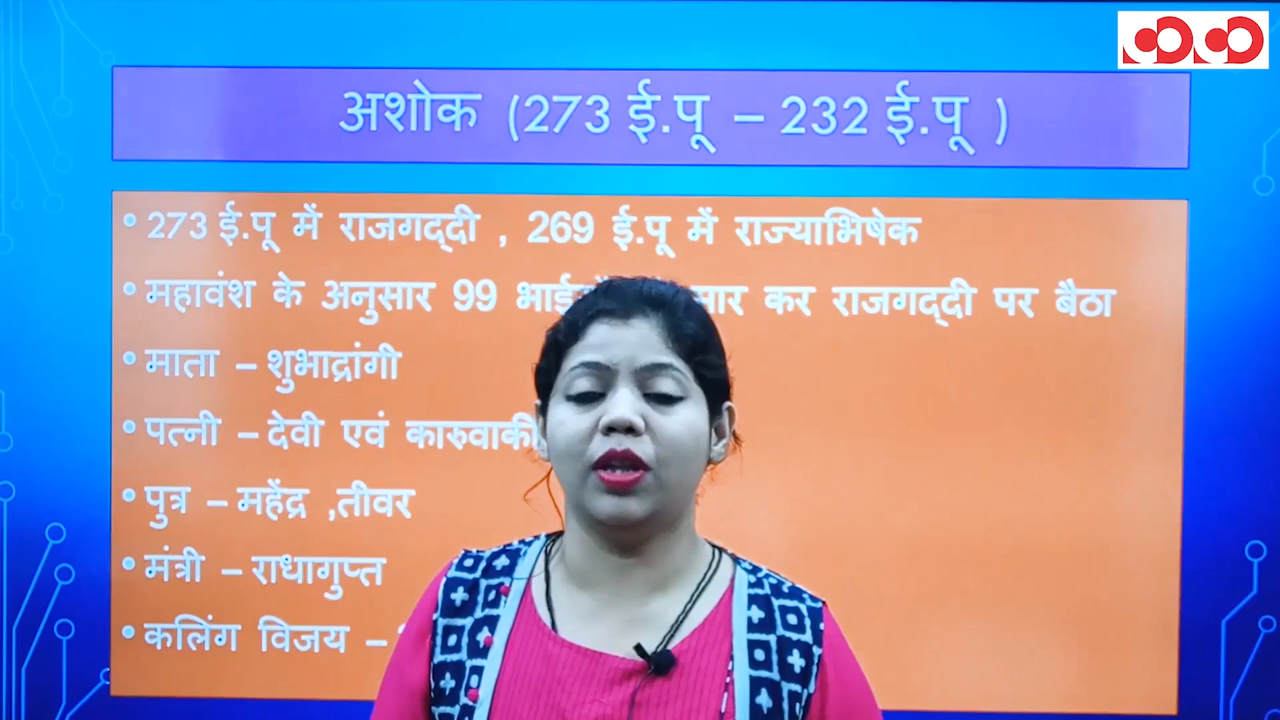 अशोक (273 ई.पू – 232 ई.पू )
• 273 ई.पू में राजगद्दी , 269 ई.पू में राज्याभिषेक
• महावंश के अनुसार 99 मार कर राजगद्दी पर बैठा
• माता – शुभाद्रांगी
• पत्नी – देवी एवं कारुवाकी
• पुत्र – महेंद्र ,तीवर
• मंत्री – राधागुप्त
• कलिंग विजय –